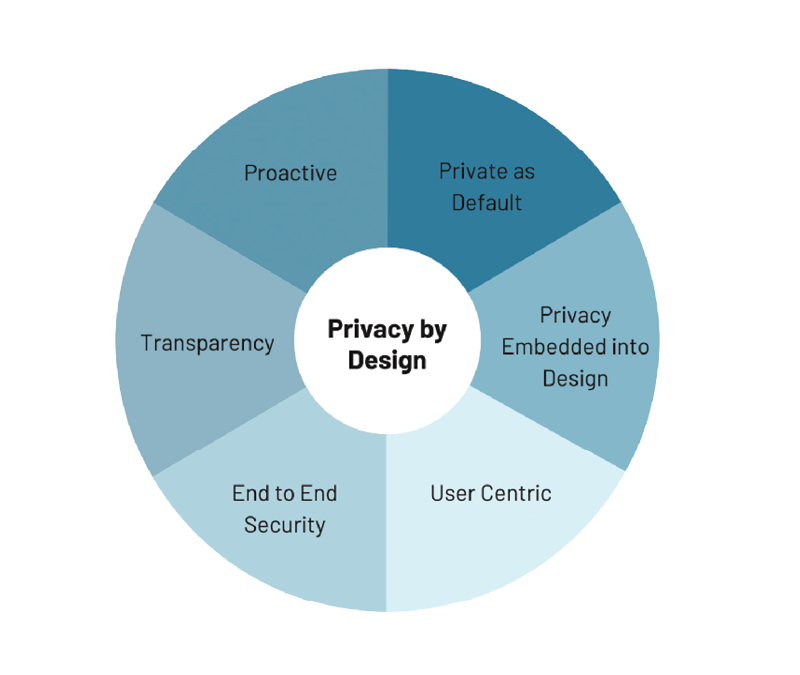 Proactive
Private as
Default
Transparency
Privacy by
Design
Privacy
Embedded into
Design
End to End
Security
User Centric